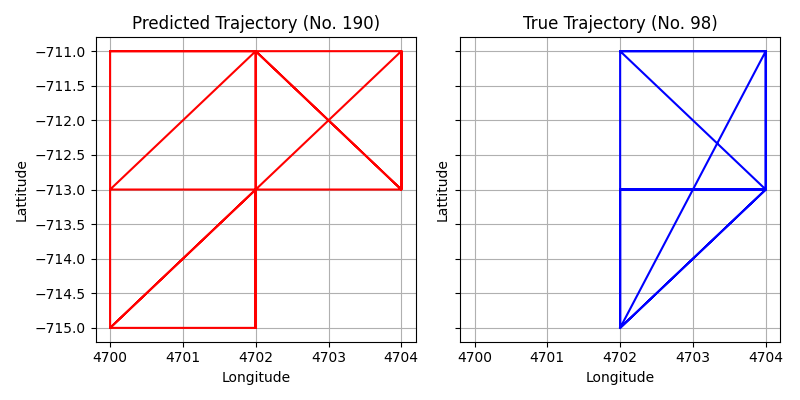 Predicted Trajectory (No. 190)
True Trajectory (No. 98)
−711.0
−711.5
−712.0
−712.5
−713.0
−713.5
−714.0
−714.5
−715.0
Lattitude
Lattitude
4700 4701 4702 4703 4704
4700 4701 4702 4703 4704
Longitude
Longitude